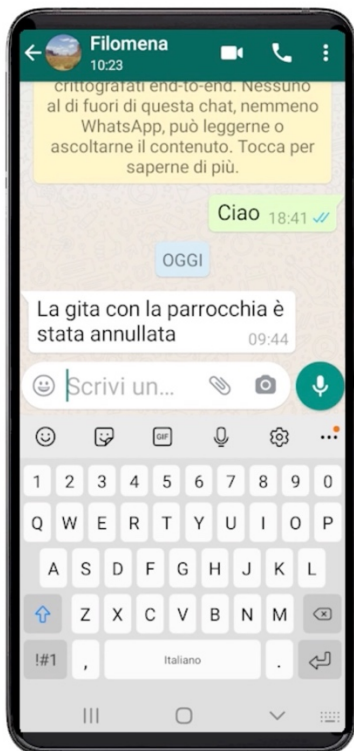 Filomena
10:23
crittografati end-to-end. Nessuno
al di fuori di questa chat, nemmeno
WhatsApp, può leggerne o
ascoltarne il contenuto. Tocca per
saperne di più.
Ciao 18:41
OGGI
La gita con la parrocchia è
stata annullata 09:44
Scrivi un...
GIF
1 2 3 4 5 6 7 8 9 0
Q W E R T Y U I O P
A S D F G H J K L
Z X C V B N M
!#1 , Italiano .